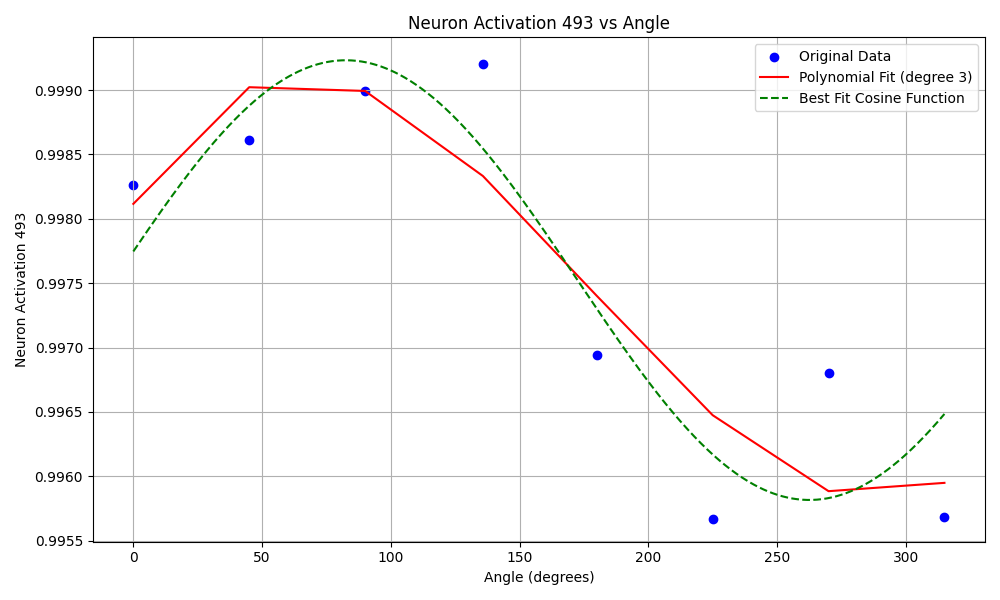 Neuron Activation 493 vs Angle
Original Data
Polynomial Fit (degree 3)
Best Fit Cosine Function
Neuron Activation 493
0.9990
0.9985
0.9980
0.9975
0.9970
0.9965
0.9960
0.9955
0 50 100 150 200 250 300
Angle (degrees)